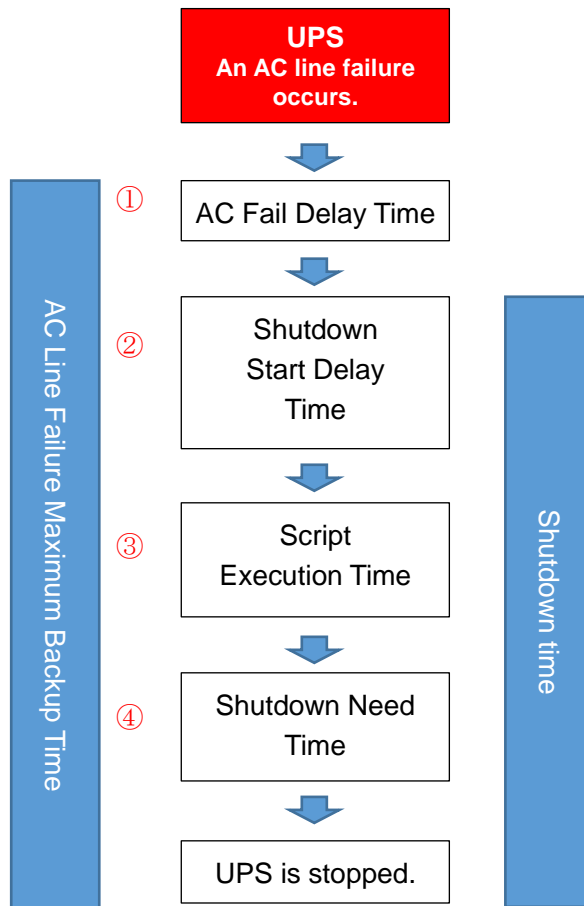 UPS
An AC line failure
occurs.
①
AC Fail Delay Time
②
Shutdown
Start Delay
Time
③
Script
Execution Time
④
Shutdown Need
Time
UPS is stopped.
AC Line Failure Maximum Backup Time
Shutdown time